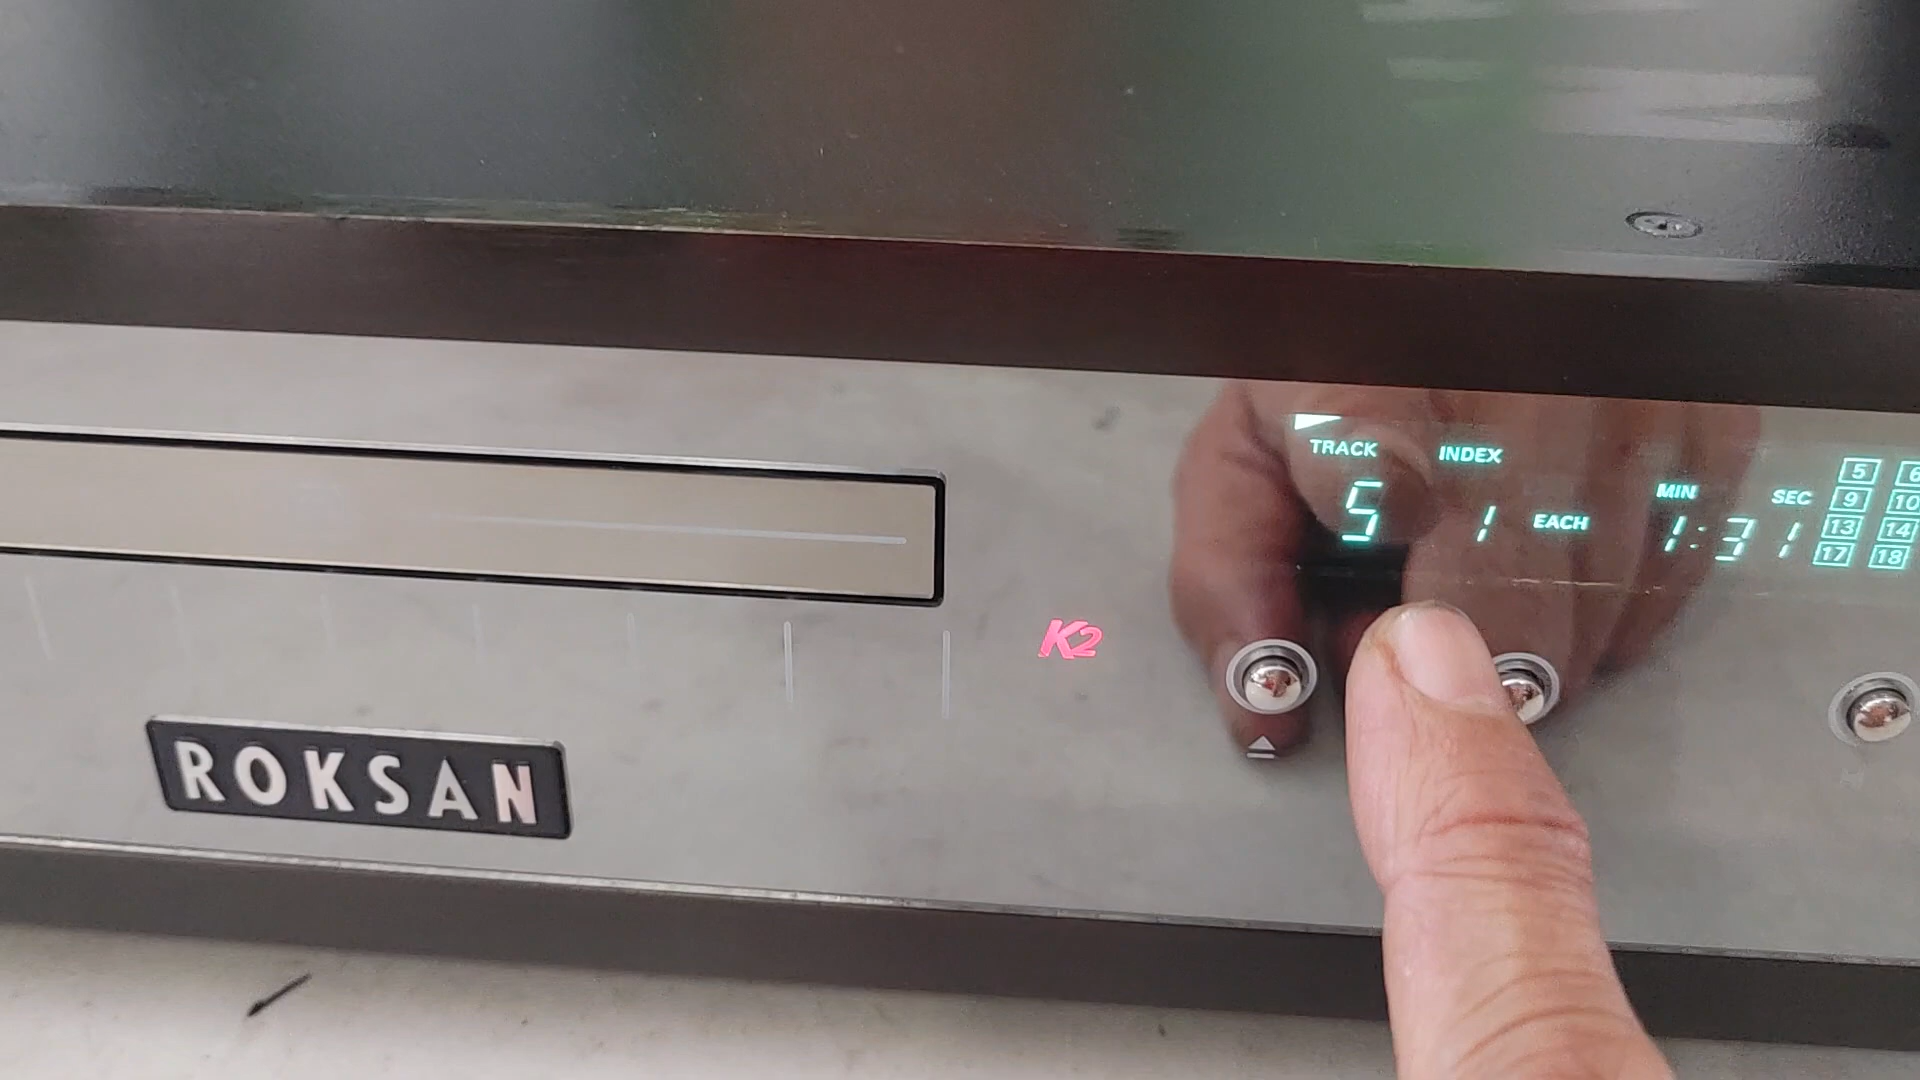 TRACK INDEX
5 1 EACH
MIN SEC
1:31
5 6
9 10
13 14
17 18
K2
ROKSAN